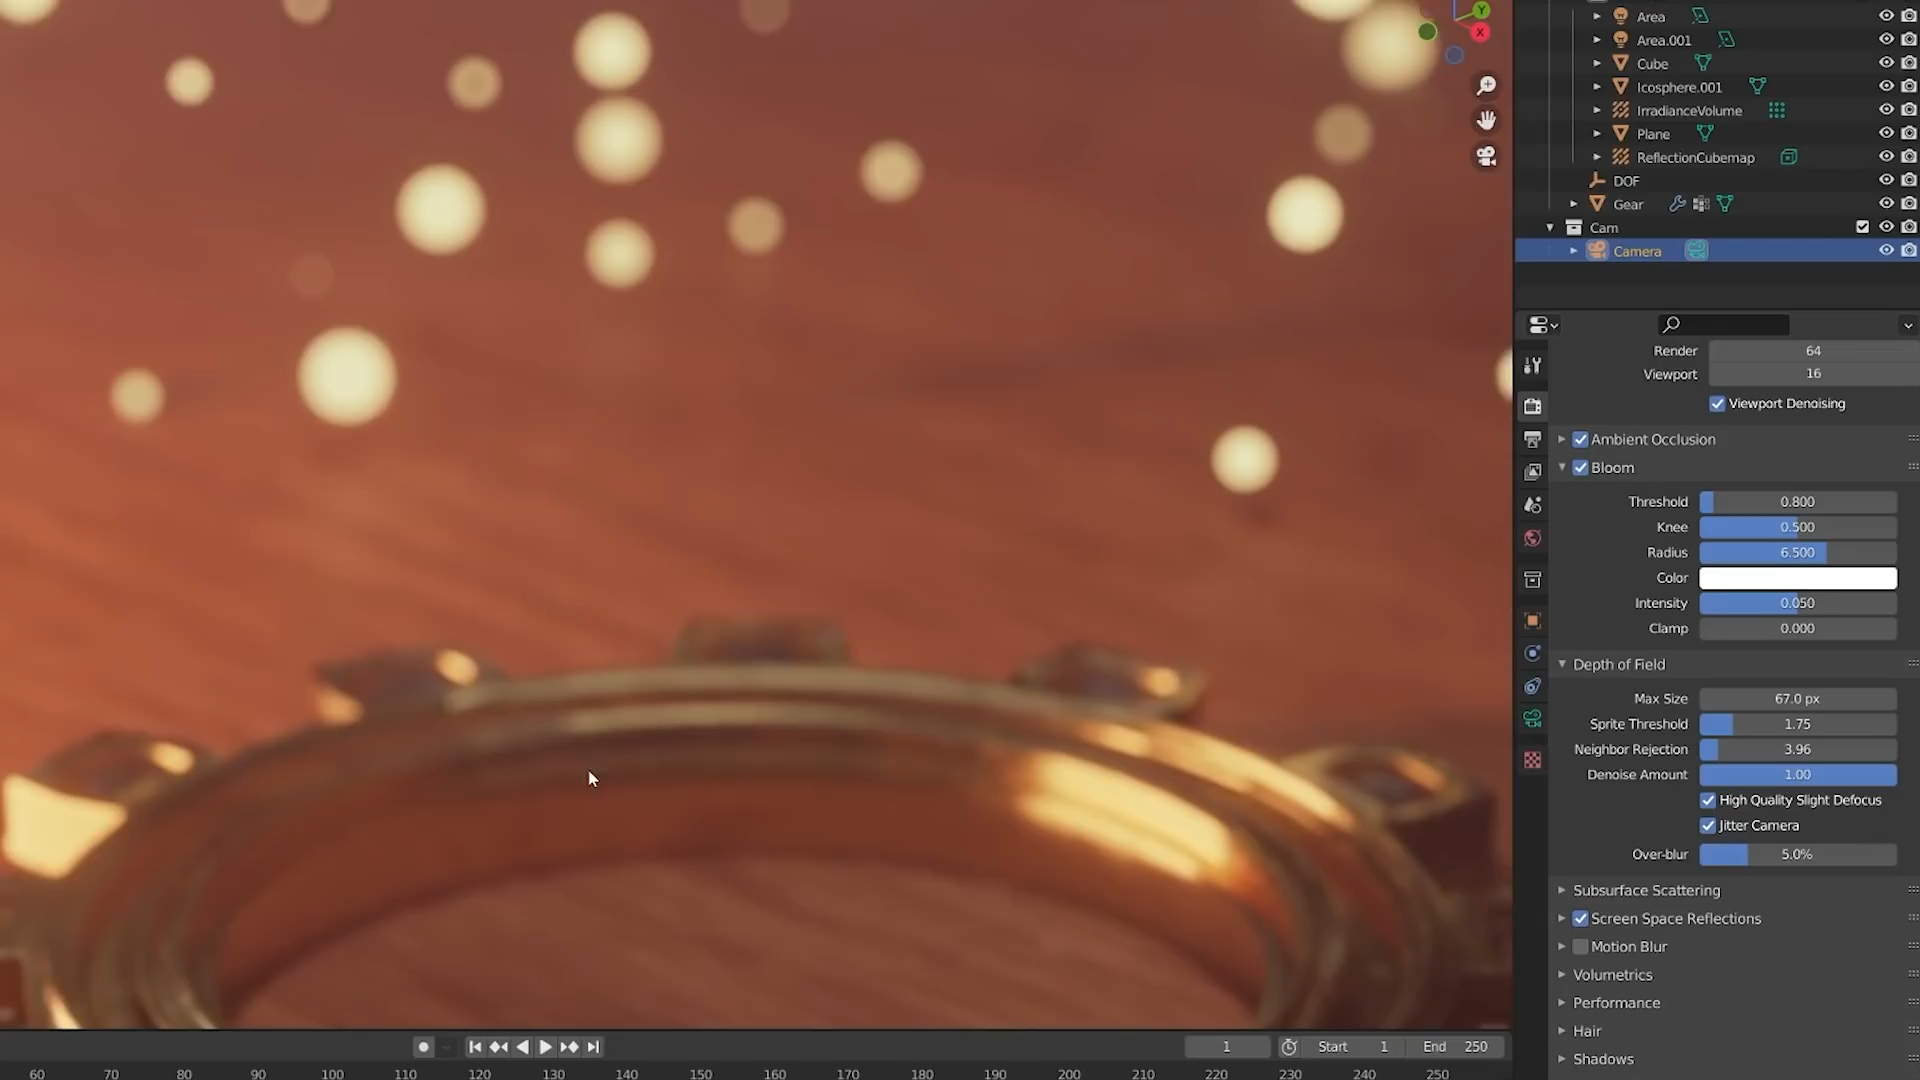 Y
X
Area
Area.001
Cube
Icosphere.001
IrradianceVolume
Plane
ReflectionCubemap
DOF
Gear
Cam
Camera
Render 64
Viewport 16
Viewport Denoising
Ambient Occlusion
Bloom
Threshold 0.800
Knee 0.500
Radius 6.500
Color
Intensity 0.050
Clamp 0.000
Depth of Field
Max Size 67.0 px
Sprite Threshold 1.75
Neighbor Rejection 3.96
Denoise Amount 1.00
High Quality Slight Defocus
Jitter Camera
Over-blur 5.0%
Subsurface Scattering
Screen Space Reflections
Motion Blur
Volumetrics
Performance
Hair
Shadows
1 Start 1 End 250
60 70 80 90 100 110 120 130 140 150 160 170 180 190 200 210 220 230 240 250